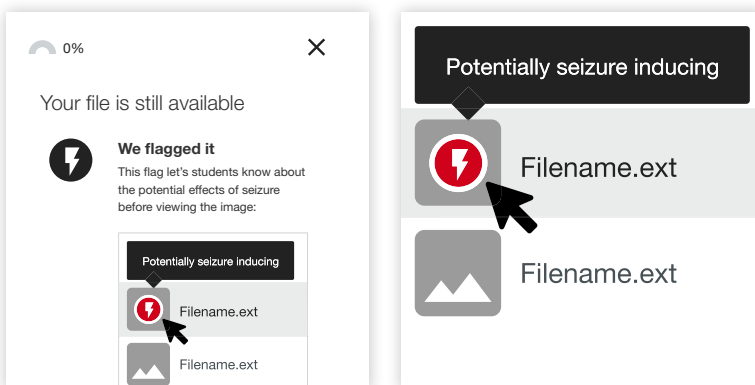 0%
Your file is still available
We flagged it
This flag let's students know about
the potential effects of seizure
before viewing the image:
Potentially seizure inducing
Filename.ext
Filename.ext
Potentially seizure inducing
Filename.ext
Filename.ext